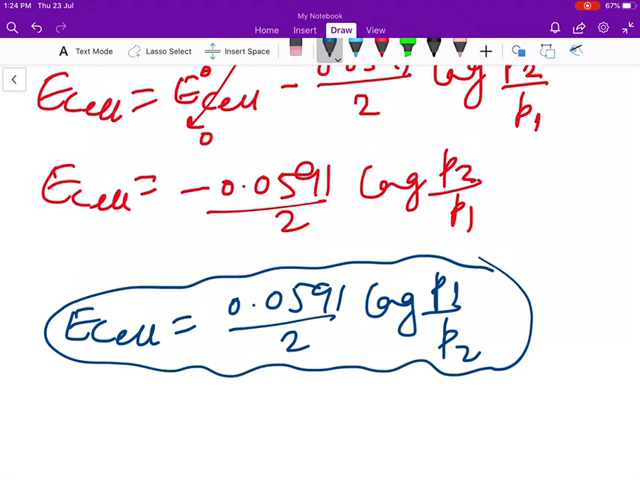 1:24 PM Thu 23 Jul
My Notebook
67%
Home Insert Draw View
A Text Mode Lasso Select Insert Space
Ecell = E°cell - 0.0591/2 log p2/p1
0
Ecell = -0.0591/2 log p2/p1
Ecell = 0.0591/2 log p1/p2